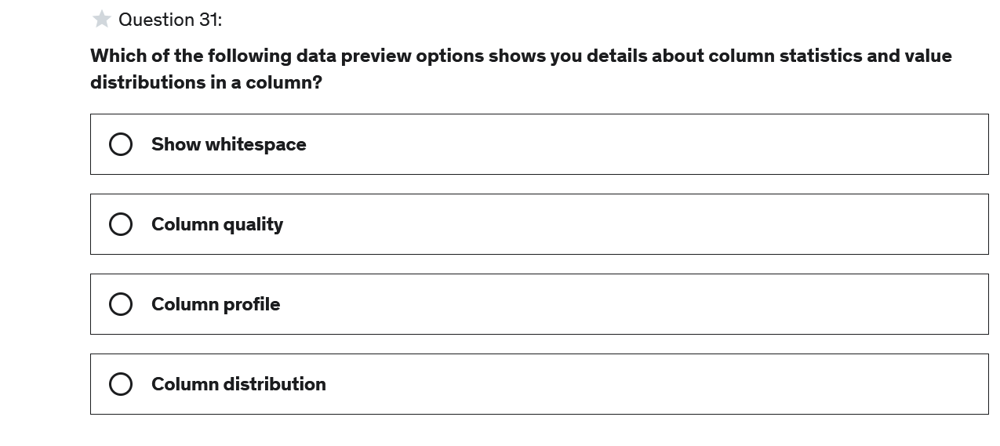 Question 31:
Which of the following data preview options shows you details about column statistics and value
distributions in a column?
Show whitespace
Column quality
Column profile
Column distribution